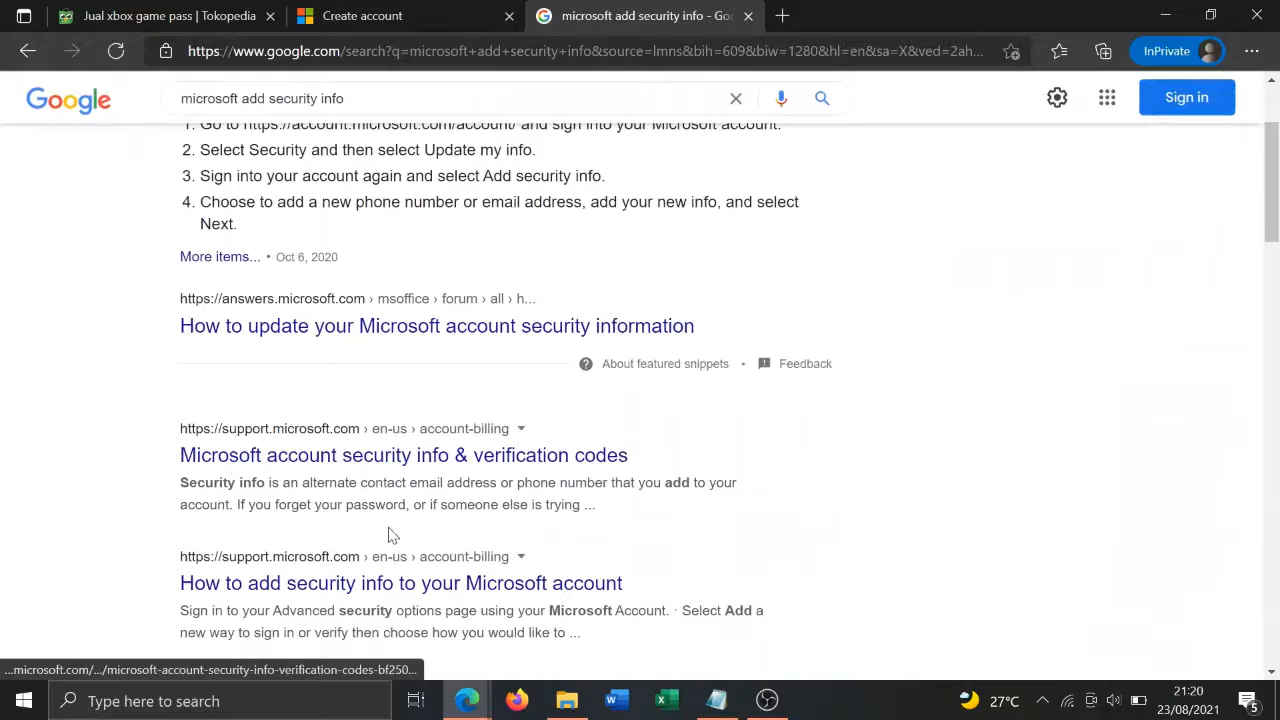 Jual xbox game pass | Tokopedia
Create account
microsoft add security info - Goo
https://www.google.com/search?q=microsoft+add+security+info&source=lmns&bih=609&biw=1280&hl=en&sa=X&ved=2ah...
InPrivate
Google
microsoft add security info
Sign in
1. Go to https://account.microsoft.com/account/ and sign into your Microsoft account.
2. Select Security and then select Update my info.
3. Sign into your account again and select Add security info.
4. Choose to add a new phone number or email address, add your new info, and select
Next.
More items... • Oct 6, 2020
https://answers.microsoft.com › msoffice › forum › all › h...
How to update your Microsoft account security information
About featured snippets • Feedback
https://support.microsoft.com › en-us › account-billing
Microsoft account security info & verification codes
Security info is an alternate contact email address or phone number that you add to your
account. If you forget your password, or if someone else is trying ...
https://support.microsoft.com › en-us › account-billing
How to add security info to your Microsoft account
Sign in to your Advanced security options page using your Microsoft Account. · Select Add a
new way to sign in or verify then choose how you would like to ...
...microsoft.com/.../microsoft-account-security-info-verification-codes-bf250...
Type here to search
27°C
21:20
23/08/2021
5